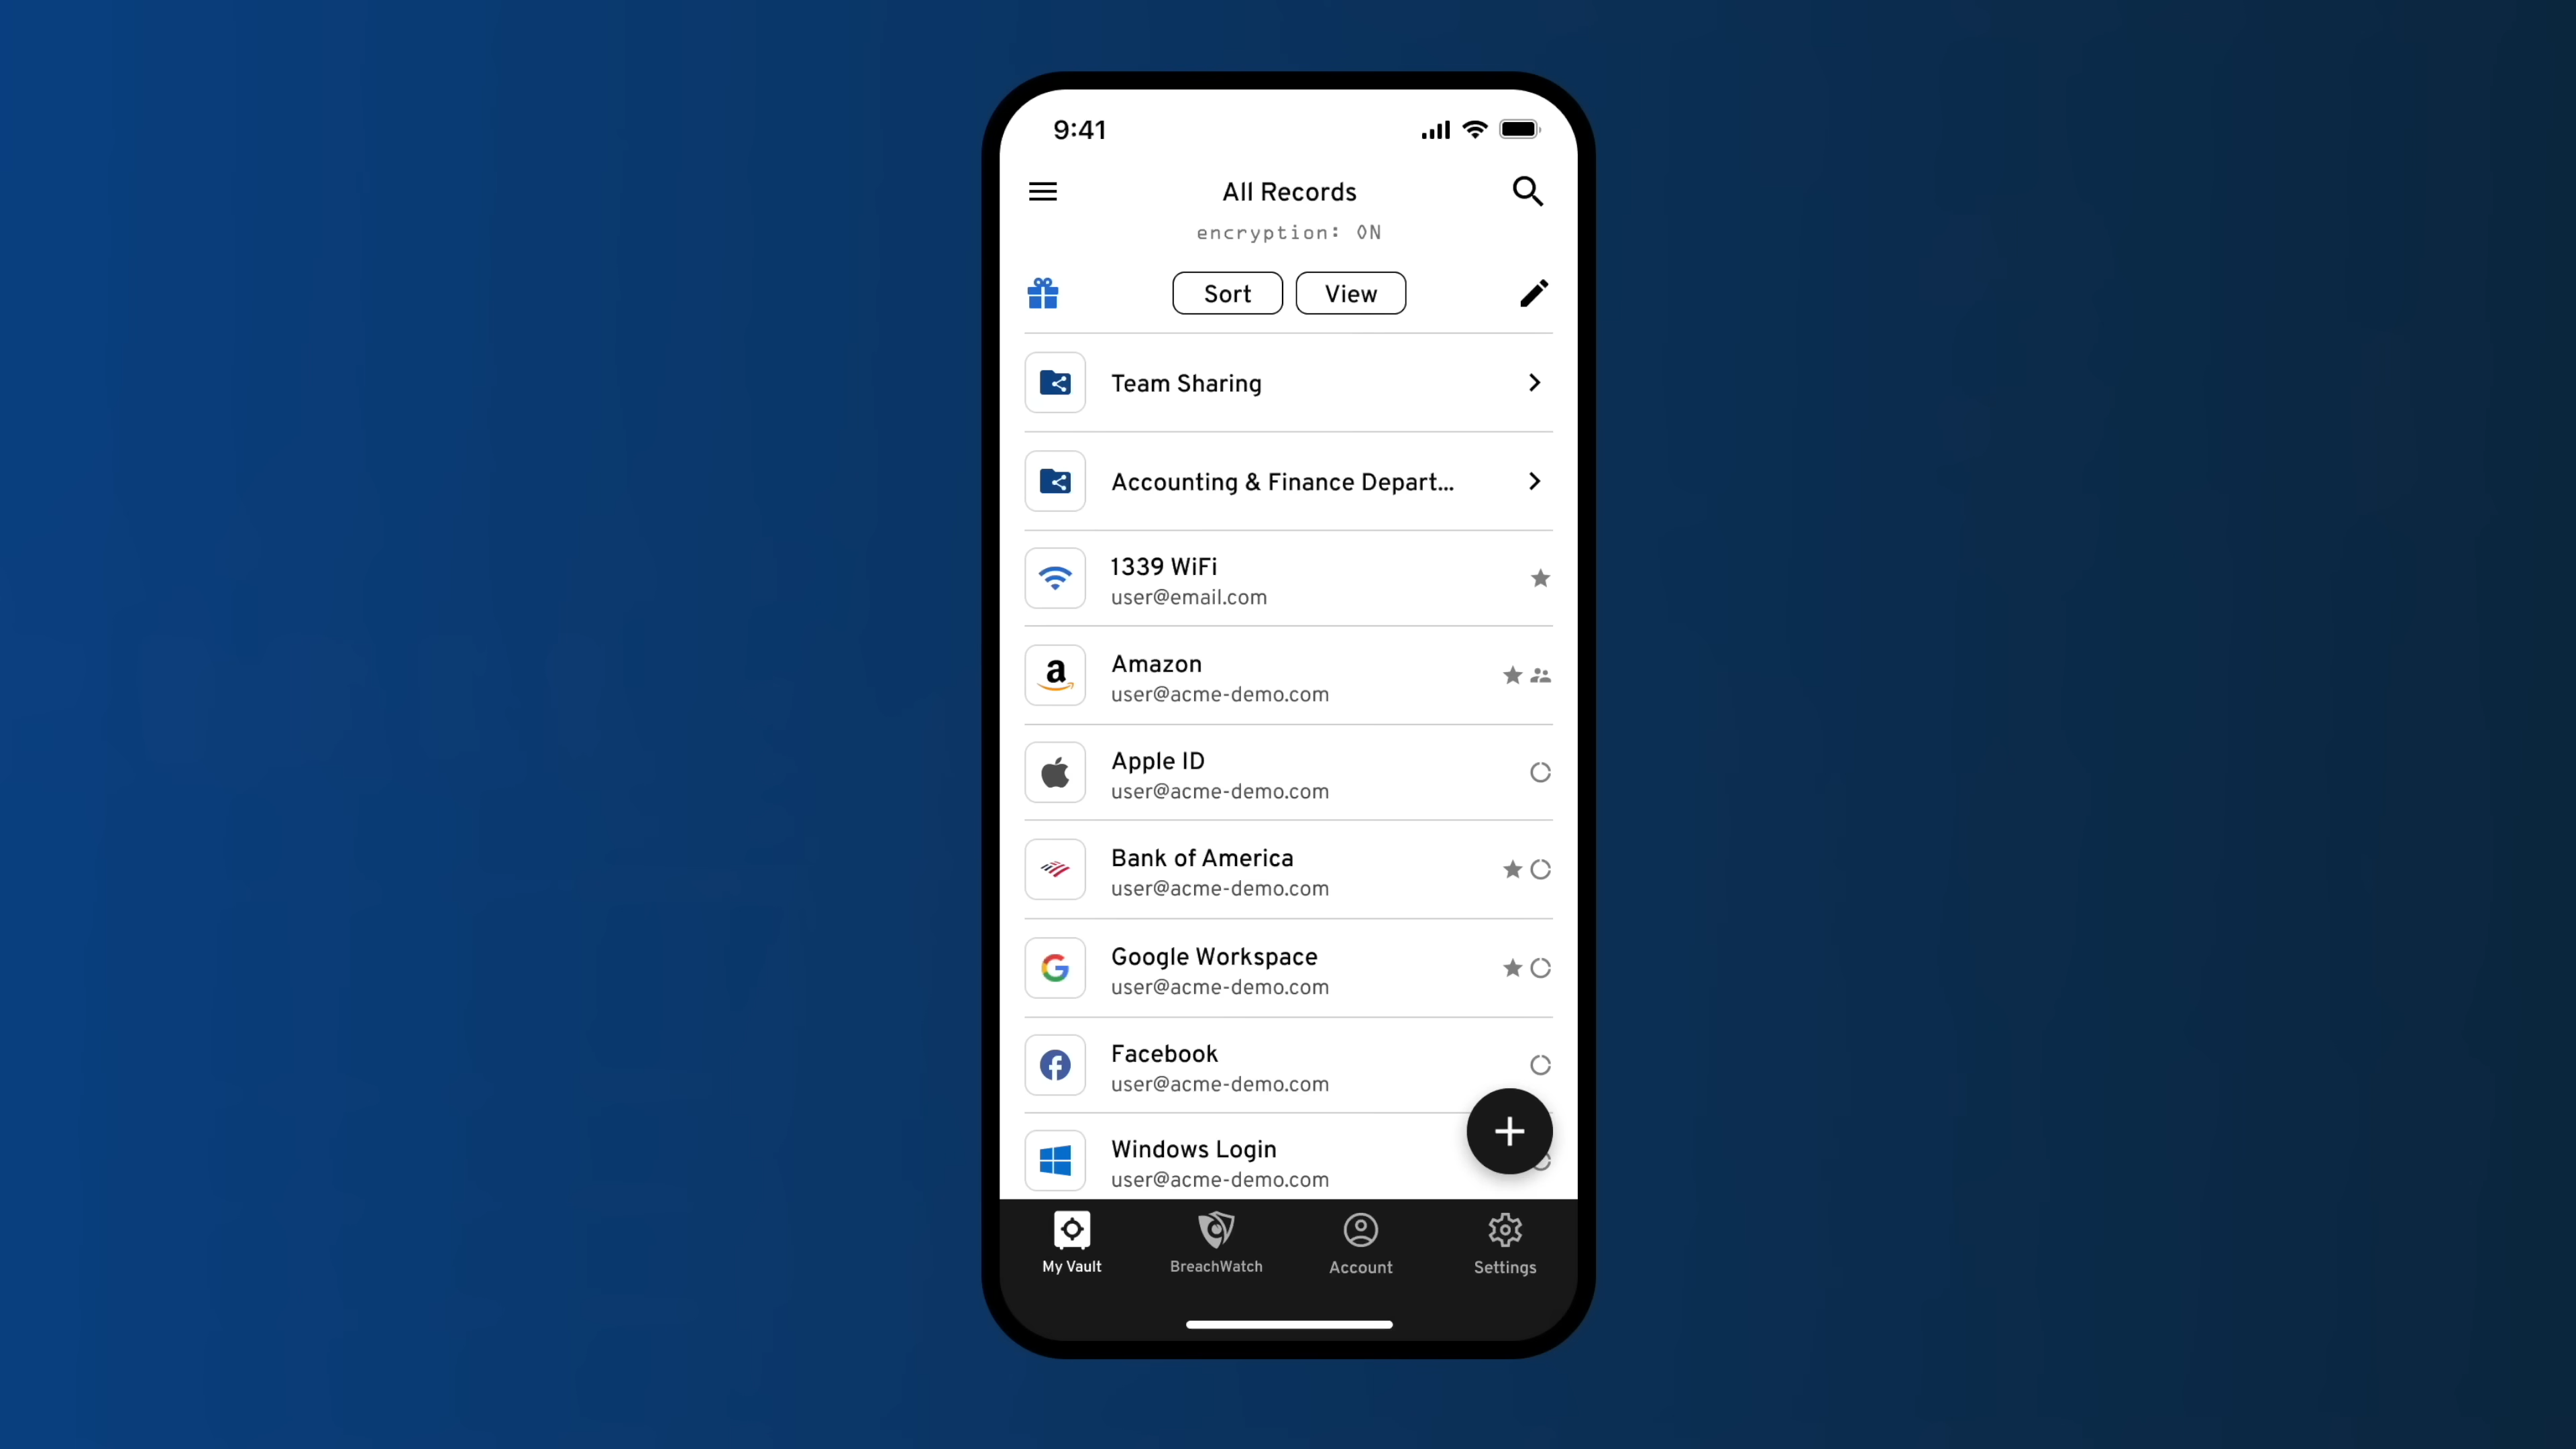 9:41
All Records
encryption: ON
Sort View
Team Sharing
Accounting & Finance Depart...
1339 WiFi
user@email.com
Amazon
user@acme-demo.com
Apple ID
user@acme-demo.com
Bank of America
user@acme-demo.com
Google Workspace
user@acme-demo.com
Facebook
user@acme-demo.com
Windows Login
user@acme-demo.com
My Vault BreachWatch Account Settings